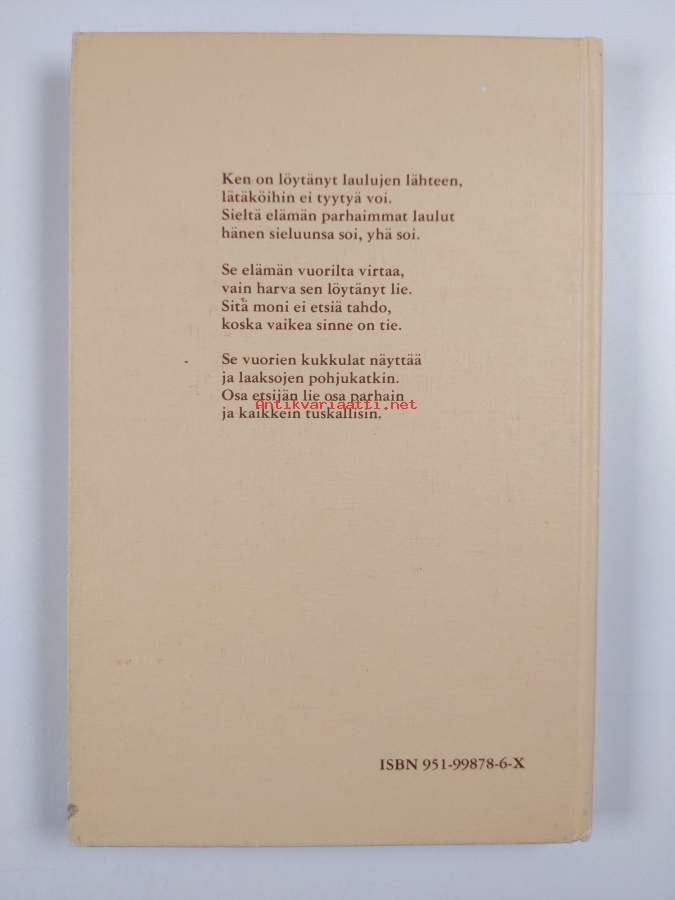 Ken on löytänyt laulujen lähteen,
lätäköihin ei tyytyä voi.
Sieltä elämän parhaimmat laulut
hänen sieluunsa soi, yhä soi.
Se elämän vuorilta virtaa,
vain harva sen löytänyt lie.
Sitä moni ei etsiä tahdo,
koska vaikea sinne on tie.
Se vuorien kukkulat näyttää
ja laaksojen pohjukatkin.
Osa etsijän lie osa parhain
Antikvariaatti.net
ja kaikkein tuskallisin.
ISBN 951-99878-6-X